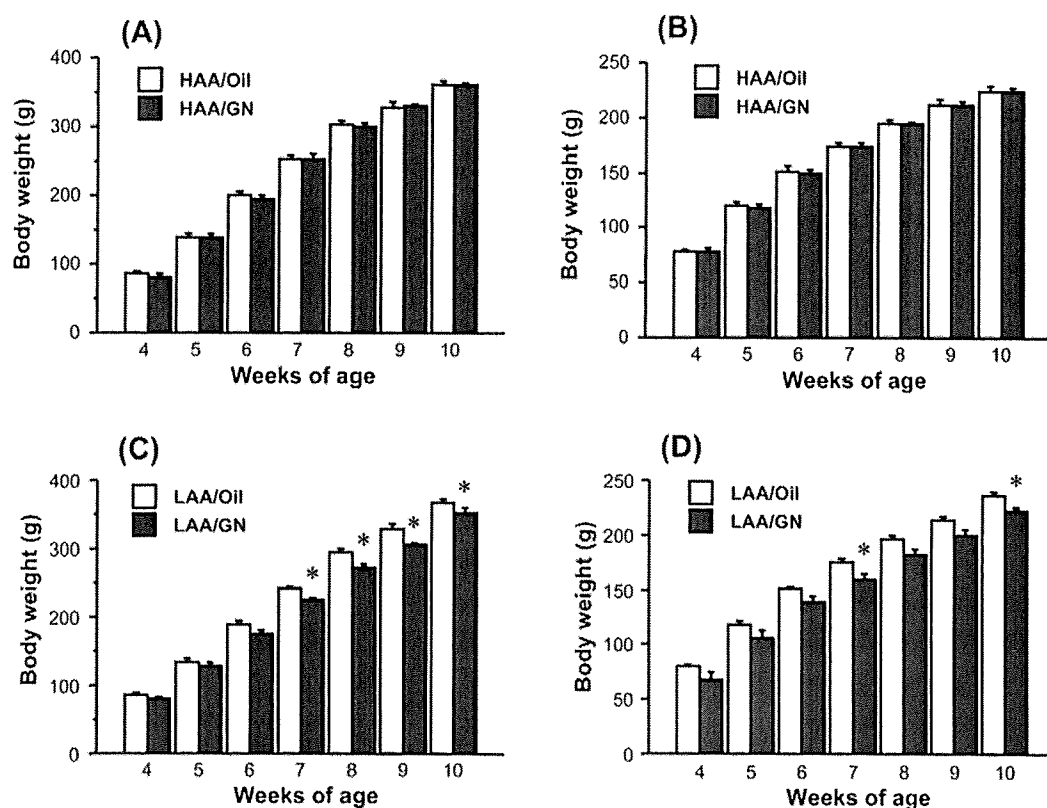 (A)
400
300
200
100
0
Body weight (g)
HAA/Oil
HAA/GN
4 5 6 7 8 9 10
Weeks of age
(B)
250
200
150
100
50
0
Body weight (g)
HAA/Oil
HAA/GN
4 5 6 7 8 9 10
Weeks of age
(C)
400
300
200
100
0
Body weight (g)
LAA/Oil
LAA/GN
* * * *
4 5 6 7 8 9 10
Weeks of age
(D)
250
200
150
100
50
0
Body weight (g)
LAA/Oil
LAA/GN
* *
4 5 6 7 8 9 10
Weeks of age